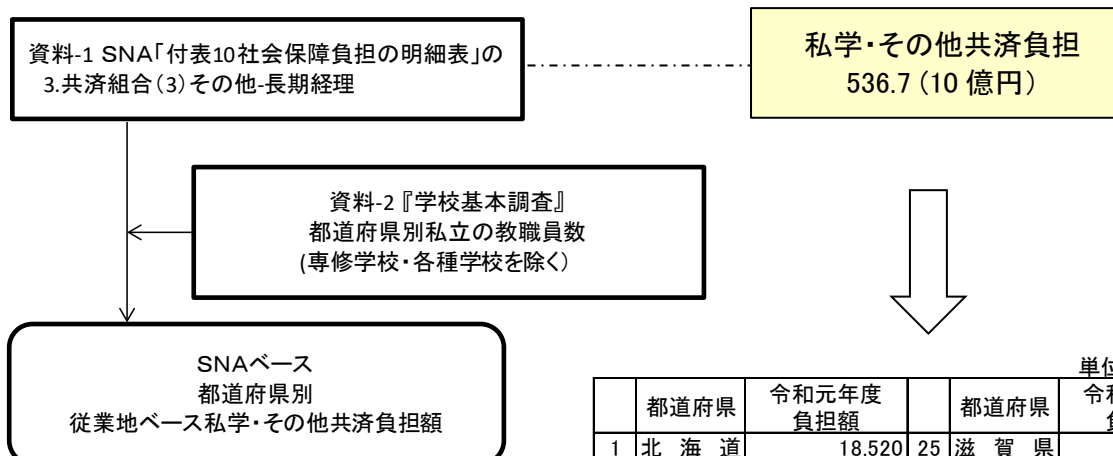 資料-1 SNA「付表10社会保障負担の明細表」の
3.共済組合(3)その他-長期経理
私学・その他共済負担
536.7(10 億円)
資料-2『学校基本調査』
都道府県別私立の教職員数
(専修学校・各種学校を除く)
SNAベース
都道府県別
従業地ベース私学・その他共済負担額
単位
都道府県 令和元年度 負担額 都道府県 令和
1 北 海 道 18,520 25 滋 賀 県